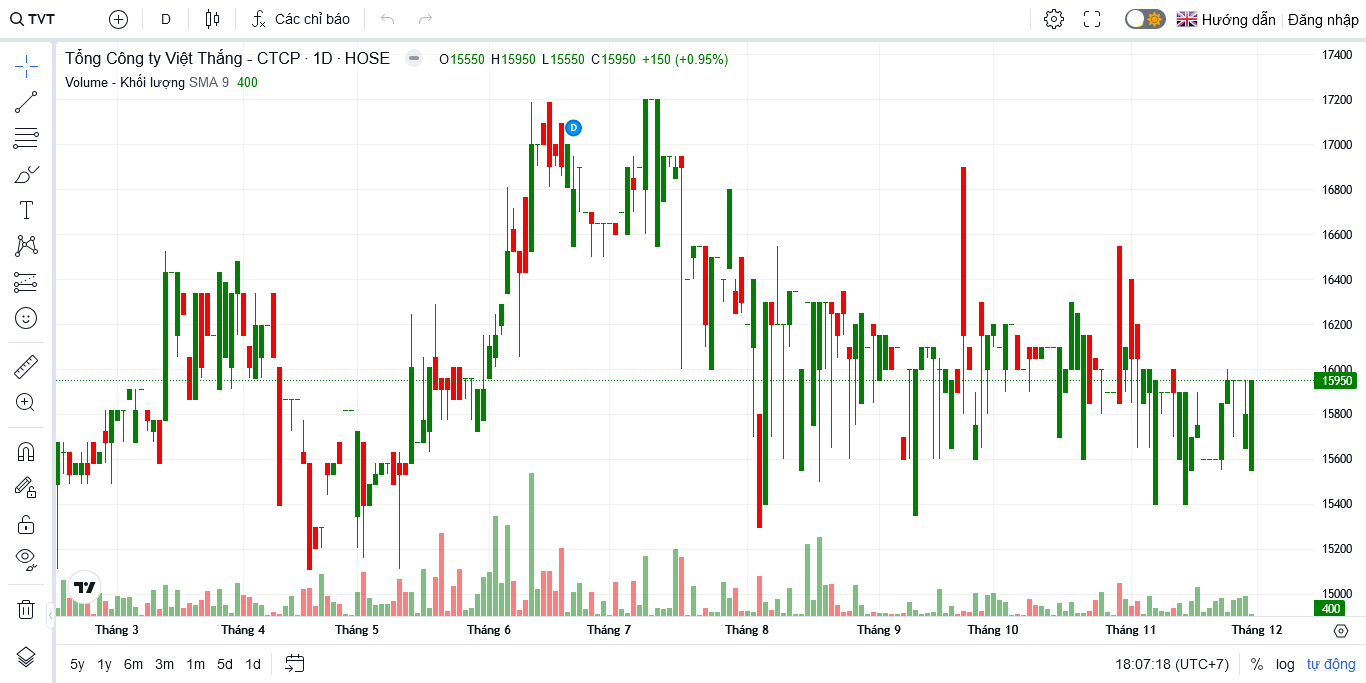 TVT D Các chỉ báo Hướng dẫn Đăng nhập
Tổng Công ty Việt Thắng - CTCP · 1D · HOSE O15550 H15950 L15550 C15950 +150 (+0.95%)
Volume - Khối lượng SMA 9 400
D
17400
17200
17000
16800
16600
16400
16200
16000
15950
15800
15600
15400
15200
15000
400
Tháng 3 Tháng 4 Tháng 5 Tháng 6 Tháng 7 Tháng 8 Tháng 9 Tháng 10 Tháng 11 Tháng 12
5y 1y 6m 3m 1m 5d 1d 18:07:18 (UTC+7) % log tự động